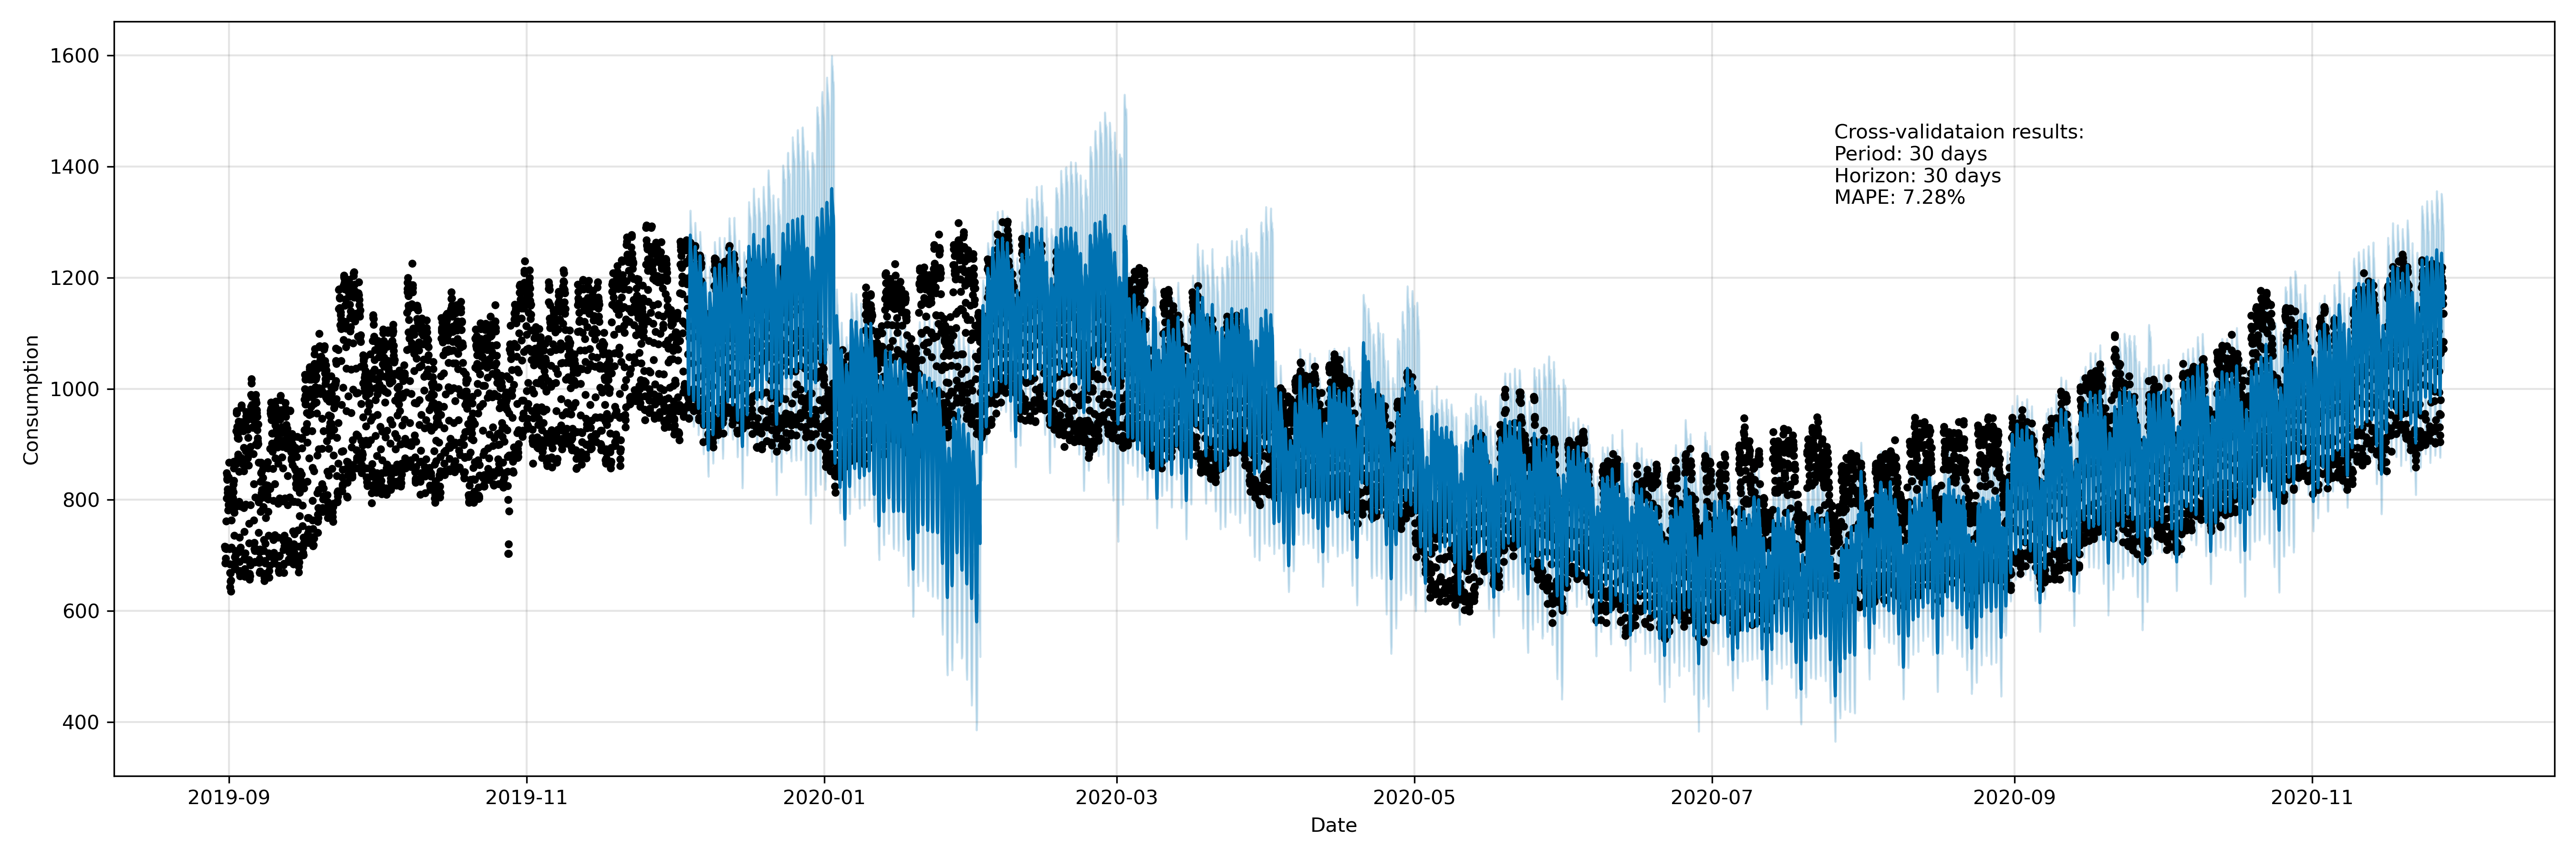 1600
1400
1200
1000
800
600
400
Consumption
Cross-validataion results:
Period: 30 days
Horizon: 30 days
MAPE: 7.28%
2019-09
2019-11
2020-01
2020-03
2020-05
2020-07
2020-09
2020-11
Date